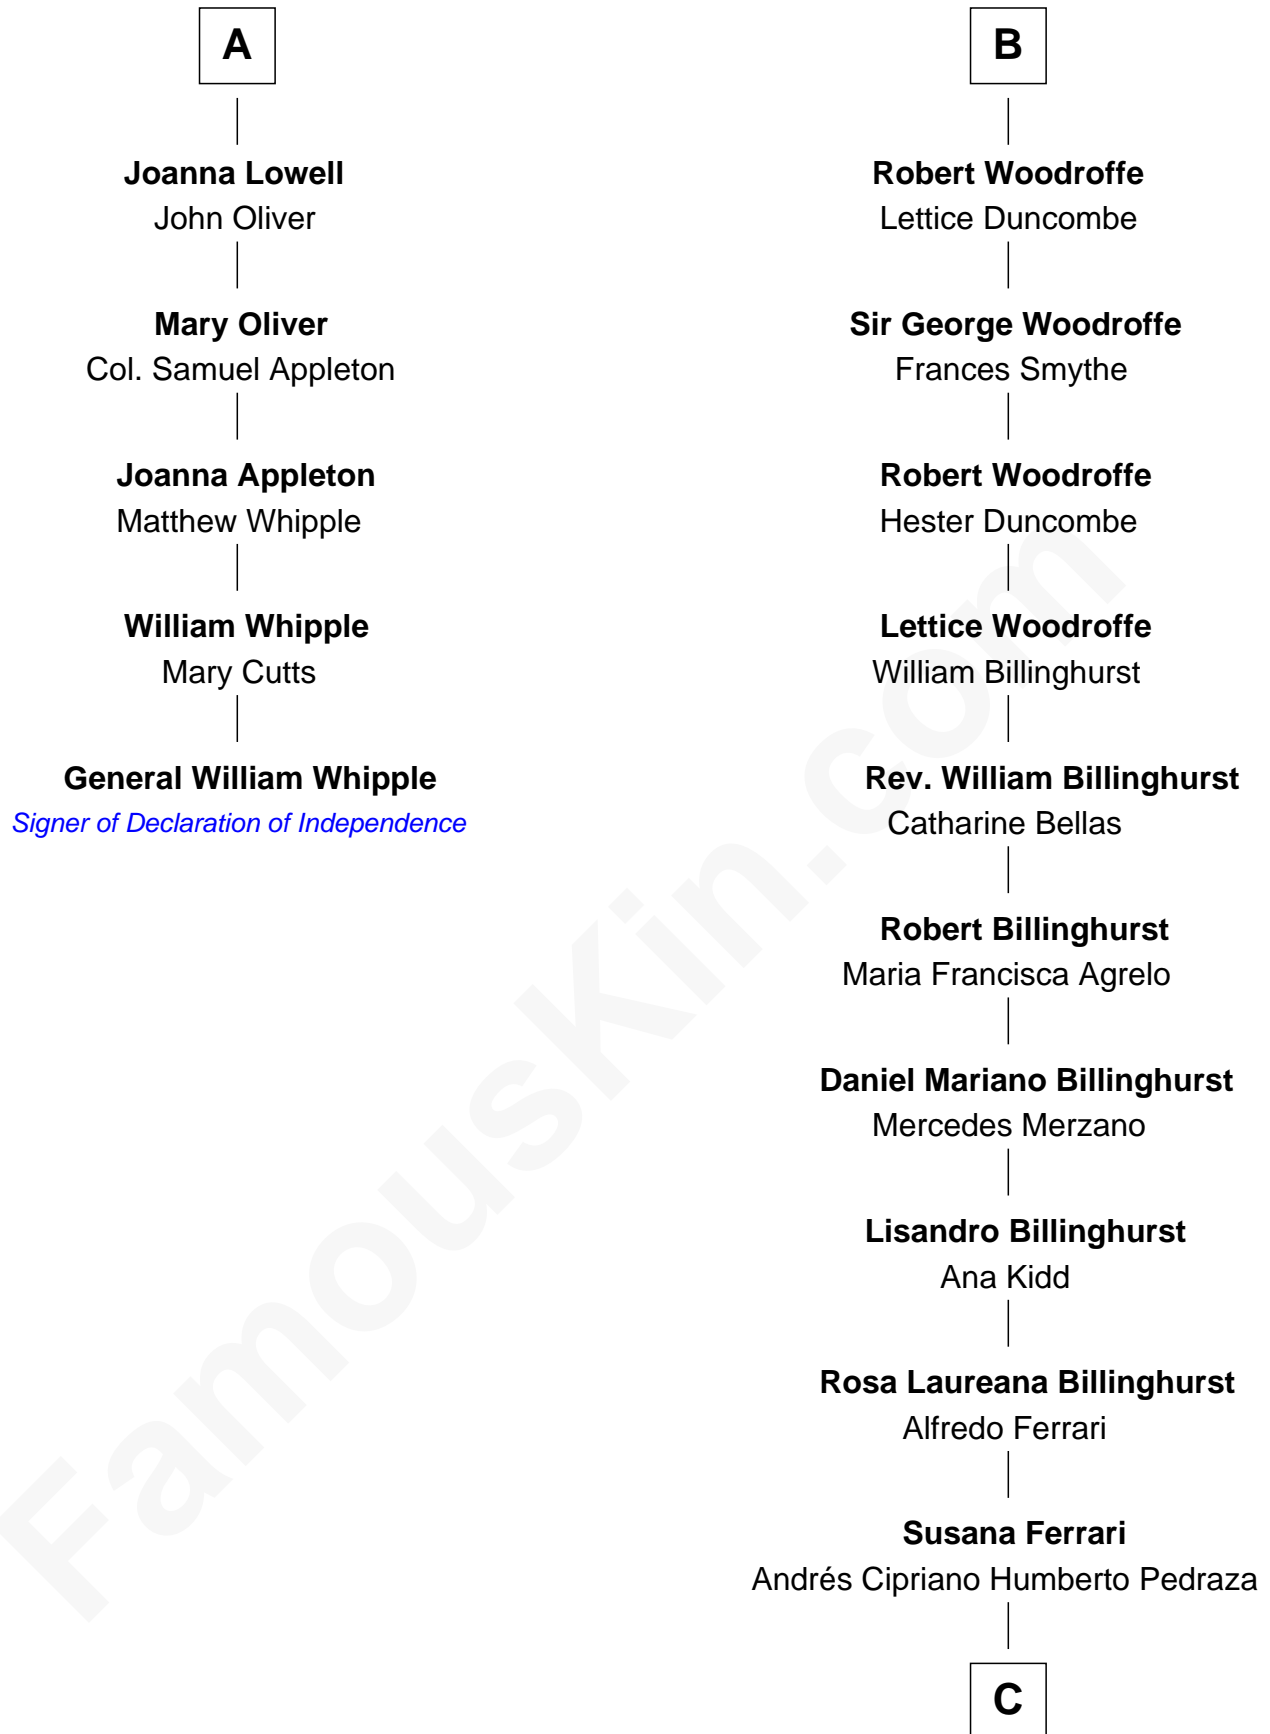 A
Joanna Lowell
John Oliver
Mary Oliver
Col. Samuel Appleton
Joanna Appleton
Matthew Whipple
William Whipple
Mary Cutts
General William Whipple
Signer of Declaration of Independence
B
Robert Woodroffe
Lettice Duncombe
Sir George Woodroffe
Frances Smythe
Robert Woodroffe
Hester Duncombe
Lettice Woodroffe
William Billinghurst
Rev. William Billinghurst
Catharine Bellas
Robert Billinghurst
Maria Francisca Agrelo
Daniel Mariano Billinghurst
Mercedes Merzano
Lisandro Billinghurst
Ana Kidd
Rosa Laureana Billinghurst
Alfredo Ferrari
Susana Ferrari
Andrés Cipriano Humberto Pedraza
C
FamousKin.com